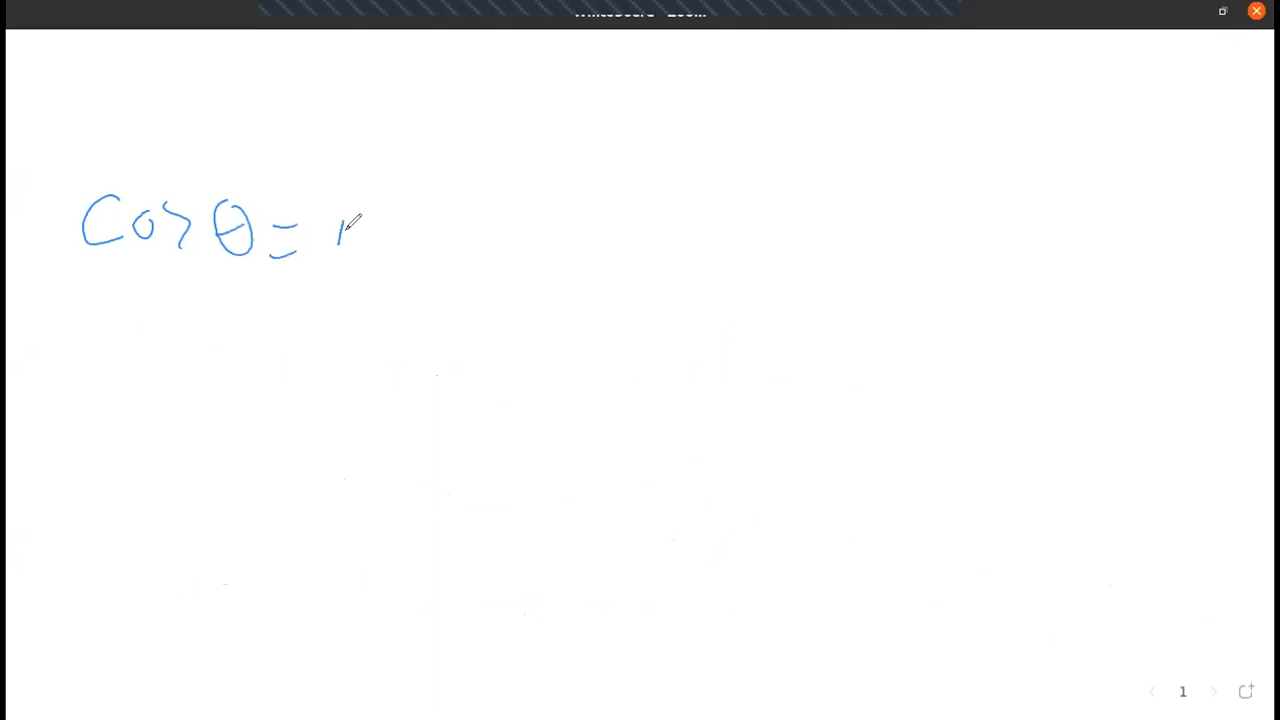 Cos θ =
1